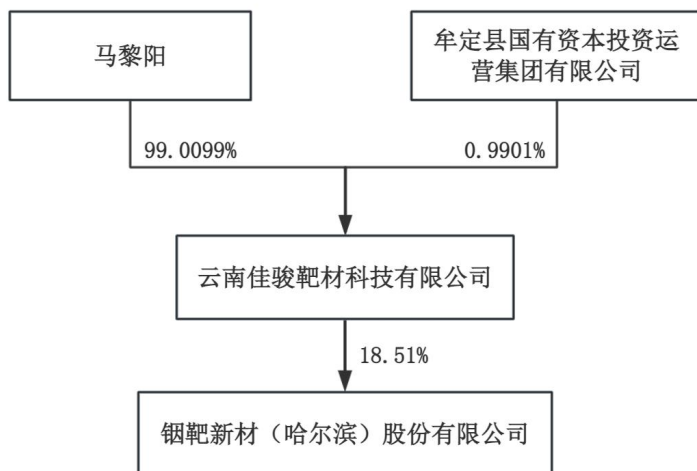 马黎阳
牟定县国有资本投资运
营集团有限公司
99.0099%
0.9901%
云南佳骏靶材科技有限公司
18.51%
铟靶新材（哈尔滨）股份有限公司